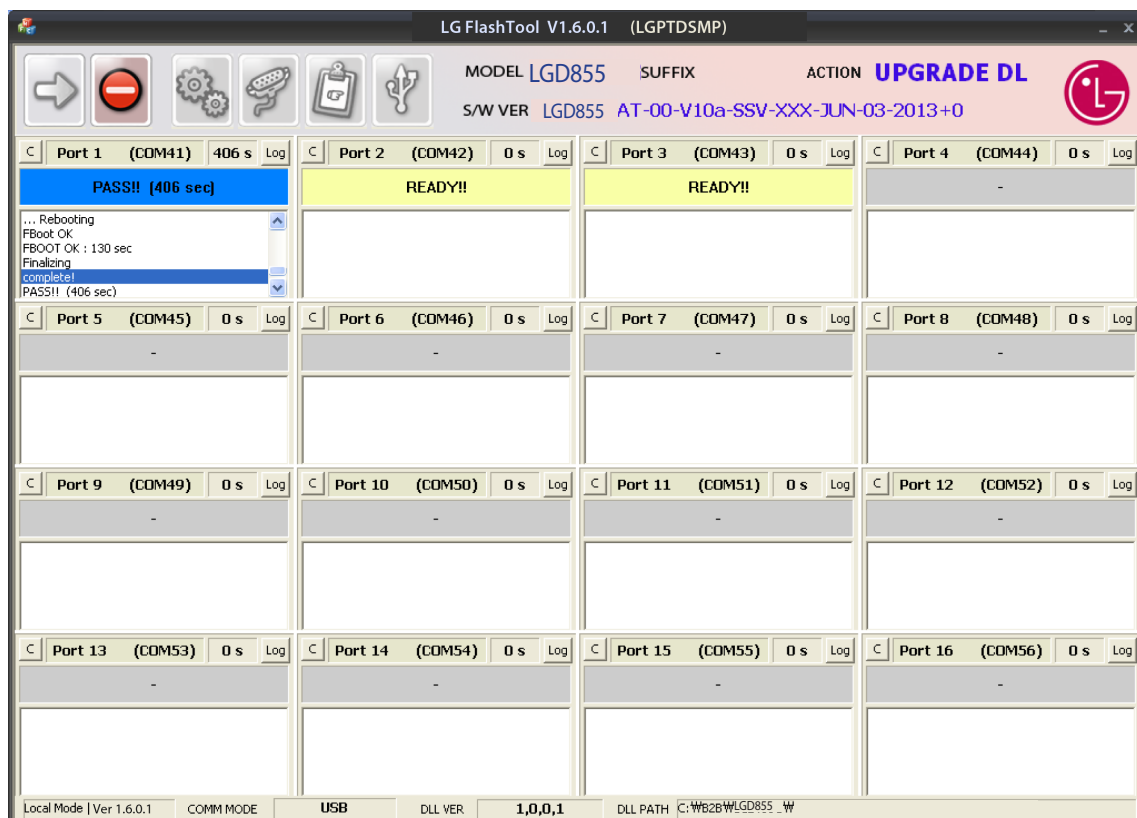 LG FlashTool V1.6.0.1 (LGPTDSMP)
MODEL LGD855 SUFFIX ACTION UPGRADE DL
S/W VER LGD855 AT-00-V10a-SSV-XXX-JUN-03-2013+0
C Port 1 (COM41) 406 s Log C Port 2 (COM42) 0 s Log C Port 3 (COM43) 0 s Log C Port 4 (COM44) 0 s Log
PASS!! (406 sec) READY!! READY!! -
... Rebooting
FBoot OK
FBOOT OK : 130 sec
Finalizing
complete!
PASS!! (406 sec)
C Port 5 (COM45) 0 s Log C Port 6 (COM46) 0 s Log C Port 7 (COM47) 0 s Log C Port 8 (COM48) 0 s Log
- - - -
C Port 9 (COM49) 0 s Log C Port 10 (COM50) 0 s Log C Port 11 (COM51) 0 s Log C Port 12 (COM52) 0 s Log
- - - -
C Port 13 (COM53) 0 s Log C Port 14 (COM54) 0 s Log C Port 15 (COM55) 0 s Log C Port 16 (COM56) 0 s Log
- - - -
Local Mode | Ver 1.6.0.1 COMM MODE USB DLL VER 1,0,0,1 DLL PATH C:₩B2B₩LGD855 _₩